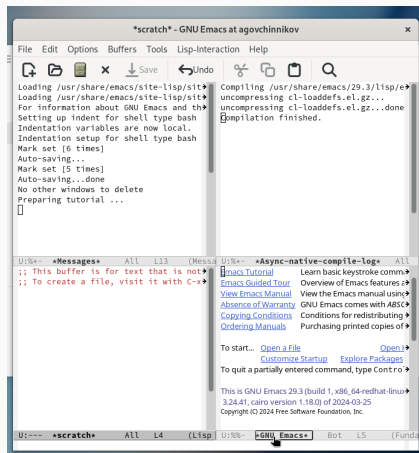 *scratch* - GNU Emacs at agovchinnikov
File Edit Options Buffers Tools Lisp-Interaction Help
Save Undo
Loading /usr/share/emacs/site-lisp/sit
Loading /usr/share/emacs/site-lisp/sit
For information about GNU Emacs and th
Setting up indent for shell type bash
Indentation variables are now local.
Indentation setup for shell type bash
Mark set [6 times]
Auto-saving...
Mark set [5 times]
Auto-saving...done
No other windows to delete
Preparing tutorial ...
U:%*- *Messages* All L13 (Messa
Compiling /usr/share/emacs/29.3/lisp/e
uncompressing cl-loaddefs.el.gz...
uncompressing cl-loaddefs.el.gz...done
Compilation finished.
U:%*- *Async-native-compile-log* All
;; This buffer is for text that is not
;; To create a file, visit it with C-x
U:--- *scratch* All L4 (Lisp
Emacs Tutorial Learn basic keystroke comm
Emacs Guided Tour Overview of Emacs features a
View Emacs Manual View the Emacs manual using
Absence of Warranty GNU Emacs comes with ABSO
Copying Conditions Conditions for redistributing
Ordering Manuals Purchasing printed copies of
To start... Open a File Open H
Customize Startup Explore Packages
To quit a partially entered command, type Contro
This is GNU Emacs 29.3 (build 1, x86_64-redhat-linu
3.24.41, cairo version 1.18.0) of 2024-03-25
Copyright (C) 2024 Free Software Foundation, Inc.
U:%%- *GNU Emacs* Bot L5 (Funda